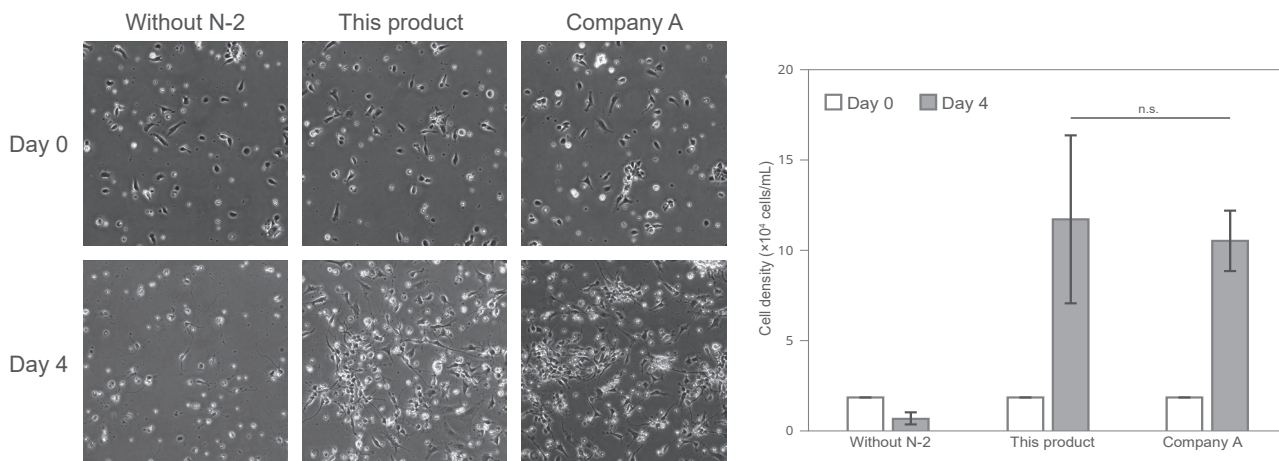 Without N-2 This product Company A
Day 0
Day 4
20
15
10
5
0
Cell density (×10⁴ cells/mL)
Day 0 Day 4
n.s.
Without N-2 This product Company A